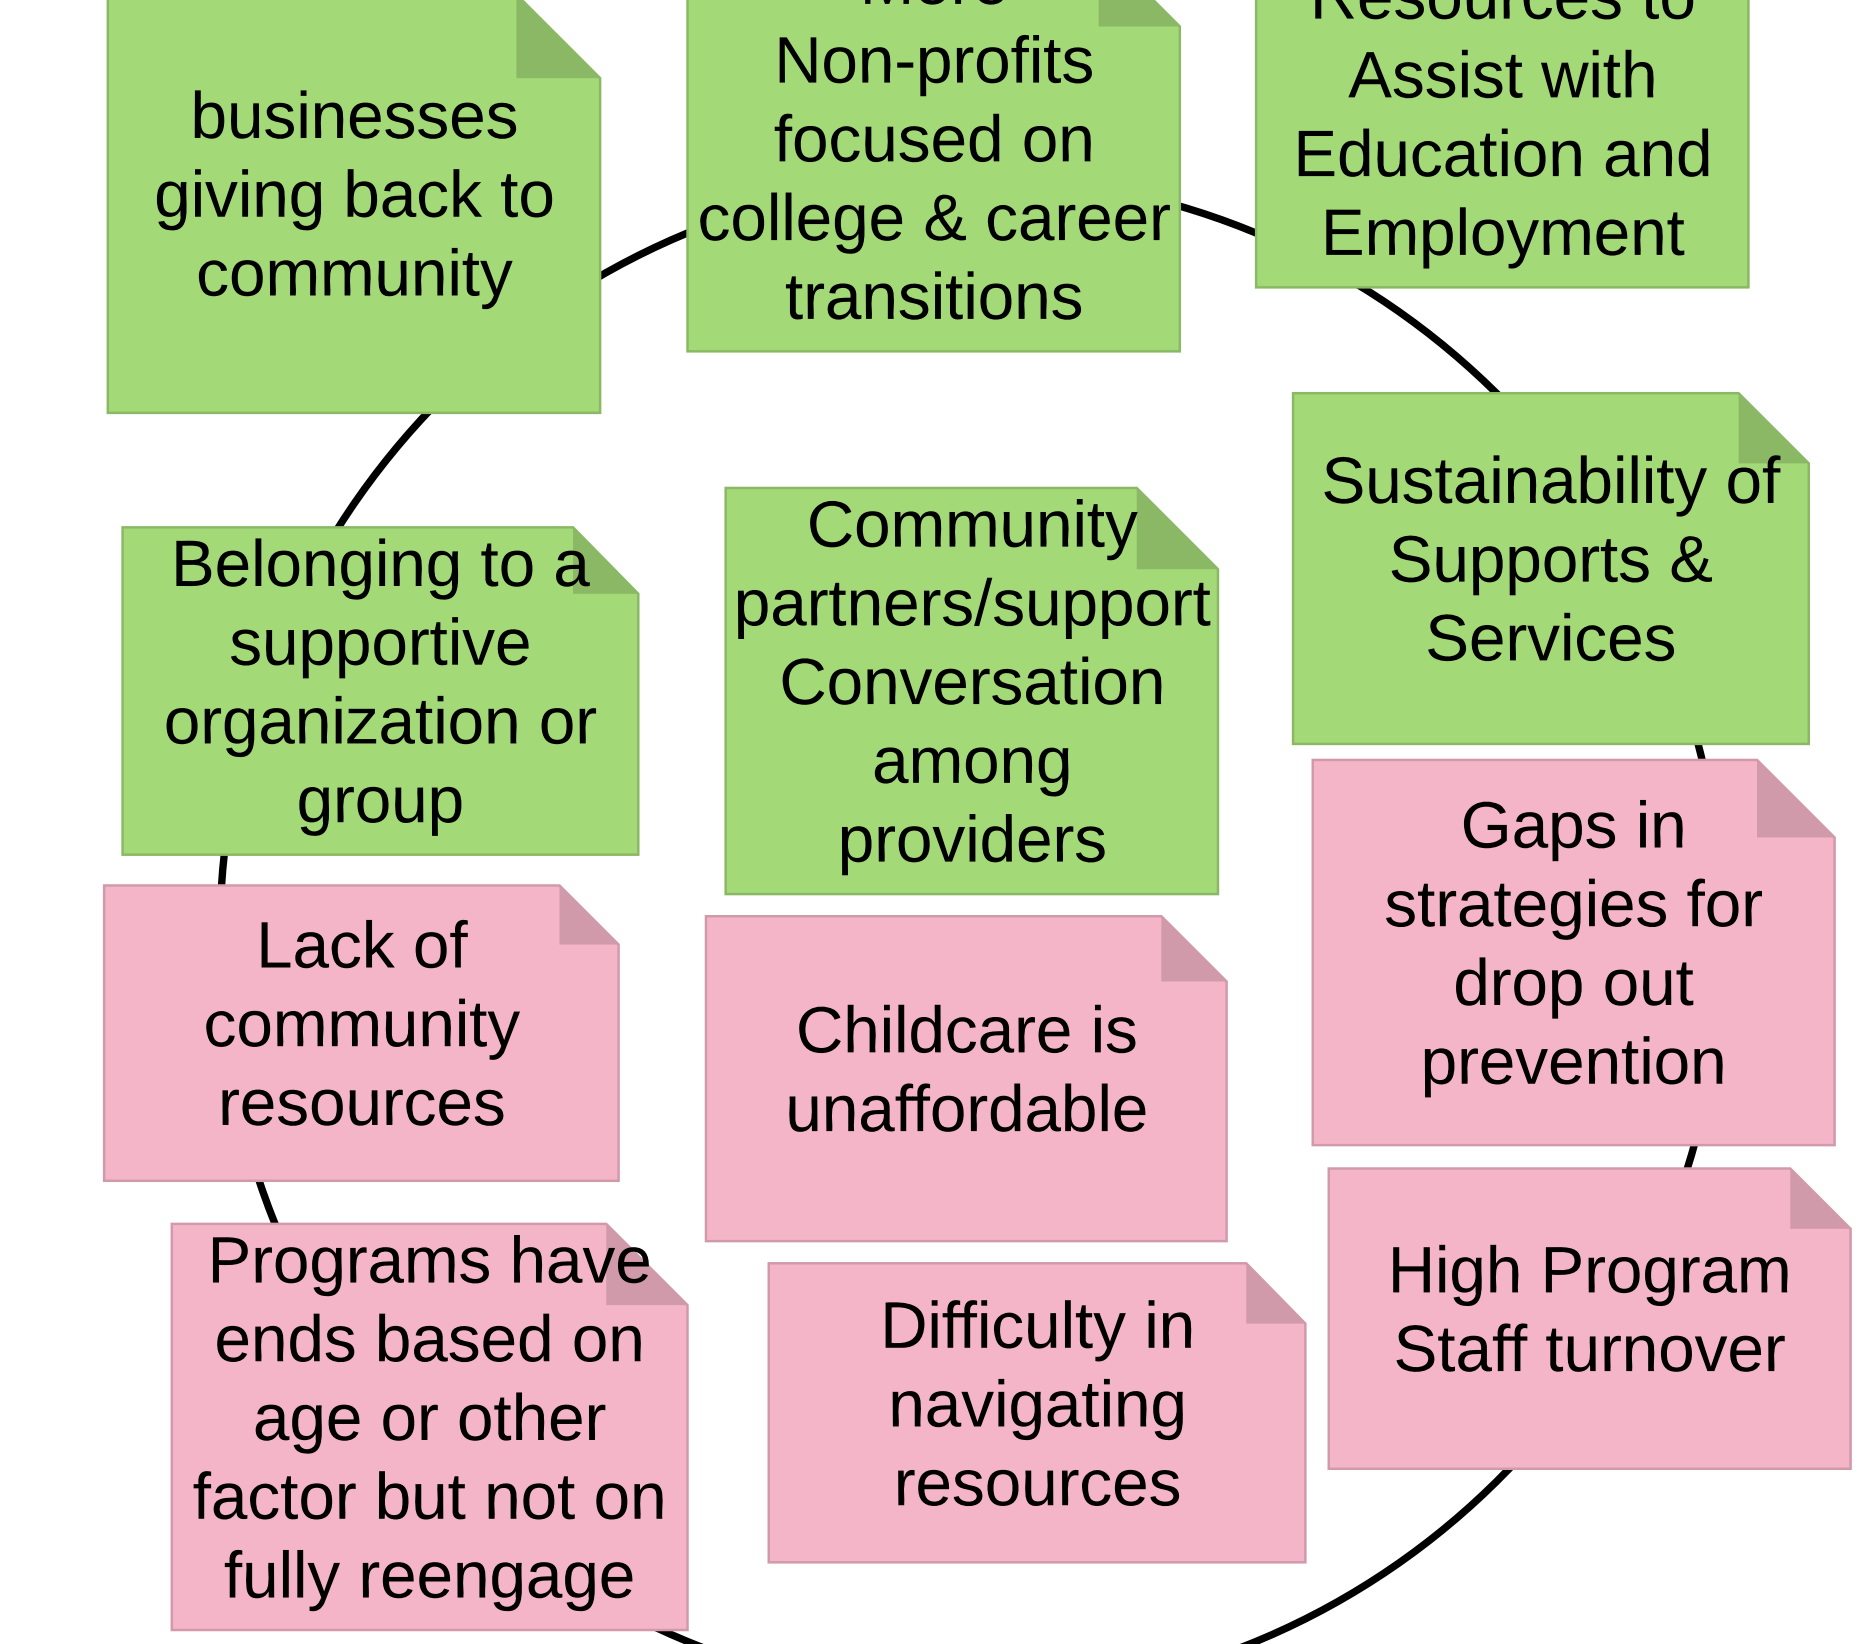 businesses
giving back to
community
More
Non-profits
focused on
college & career
transitions
Resources to
Assist with
Education and
Employment
Belonging to a
supportive
organization or
group
Community
partners/support
Conversation
among
providers
Sustainability of
Supports &
Services
Lack of
community
resources
Childcare is
unaffordable
Gaps in
strategies for
drop out
prevention
Programs have
ends based on
age or other
factor but not on
fully reengage
Difficulty in
navigating
resources
High Program
Staff turnover